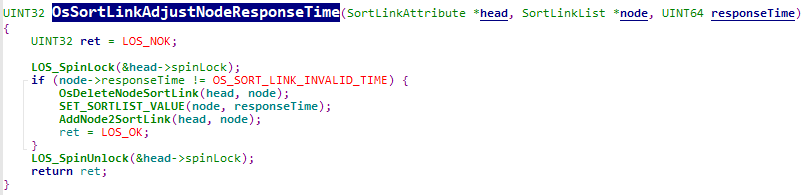 UINT32 OsSortLinkAdjustNodeResponseTime(SortLinkAttribute *head, SortLinkList *node, UINT64 responseTime)
{
    UINT32 ret = LOS_NOK;

    LOS_SpinLock(&head->spinLock);
    if (node->responseTime != OS_SORT_LINK_INVALID_TIME) {
        OsDeleteNodeSortLink(head, node);
        SET_SORTLIST_VALUE(node, responseTime);
        AddNode2SortLink(head, node);
        ret = LOS_OK;
    }
    LOS_SpinUnlock(&head->spinLock);
    return ret;
}